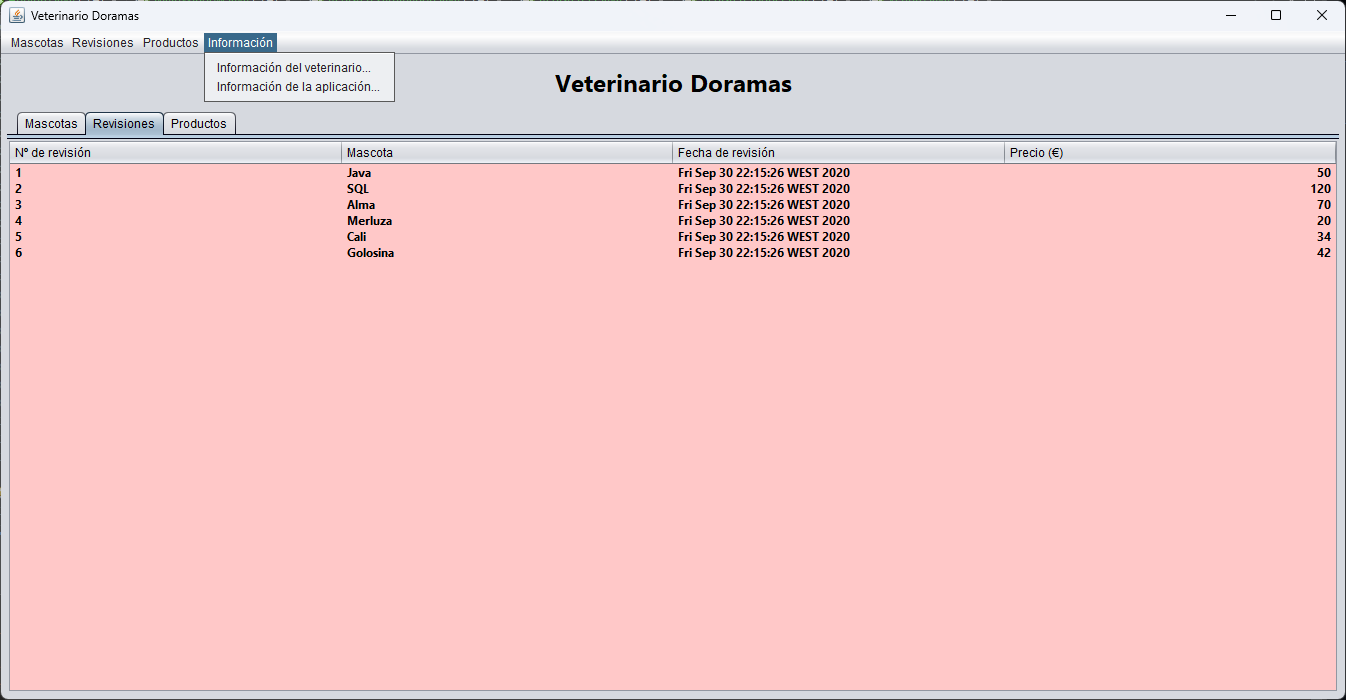 Veterinario Doramas
Mascotas Revisiones Productos Información
Información del veterinario...
Información de la aplicación...
Veterinario Doramas
Mascotas Revisiones Productos
Nº de revisión Mascota Fecha de revisión Precio (€)
1 Java Fri Sep 30 22:15:26 WEST 2020 50
2 SQL Fri Sep 30 22:15:26 WEST 2020 120
3 Alma Fri Sep 30 22:15:26 WEST 2020 70
4 Merluza Fri Sep 30 22:15:26 WEST 2020 20
5 Cali Fri Sep 30 22:15:26 WEST 2020 34
6 Golosina Fri Sep 30 22:15:26 WEST 2020 42